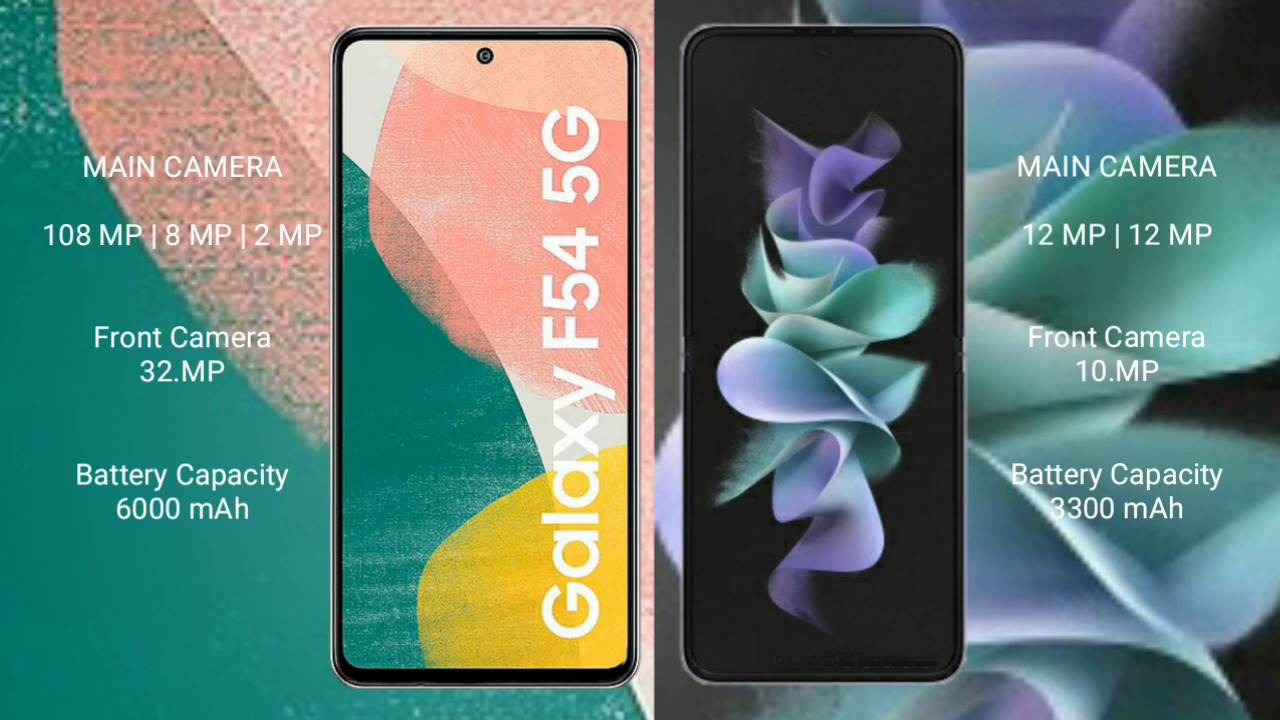 MAIN CAMERA
108 MP | 8 MP | 2 MP
Front Camera
32.MP
Battery Capacity
6000 mAh
Galaxy F54 5G
MAIN CAMERA
12 MP | 12 MP
Front Camera
10.MP
Battery Capacity
3300 mAh